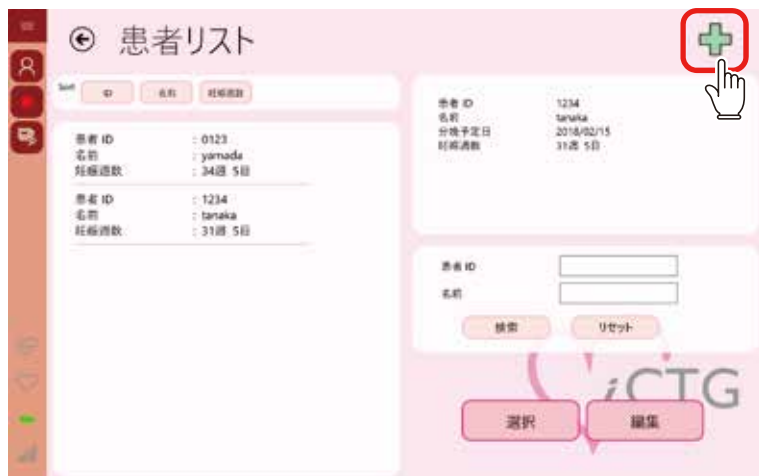 患者リスト
Sort
ID 名前 妊娠週数
患者 ID : 0123
名前 : yamada
妊娠週数 : 34週 5日
患者 ID : 1234
名前 : tanaka
妊娠週数 : 31週 5日
患者 ID 1234
名前 tanaka
分娩予定日 2018/02/15
妊娠週数 31週 5日
患者 ID
名前
検索 リセット
iCTG
選択 編集